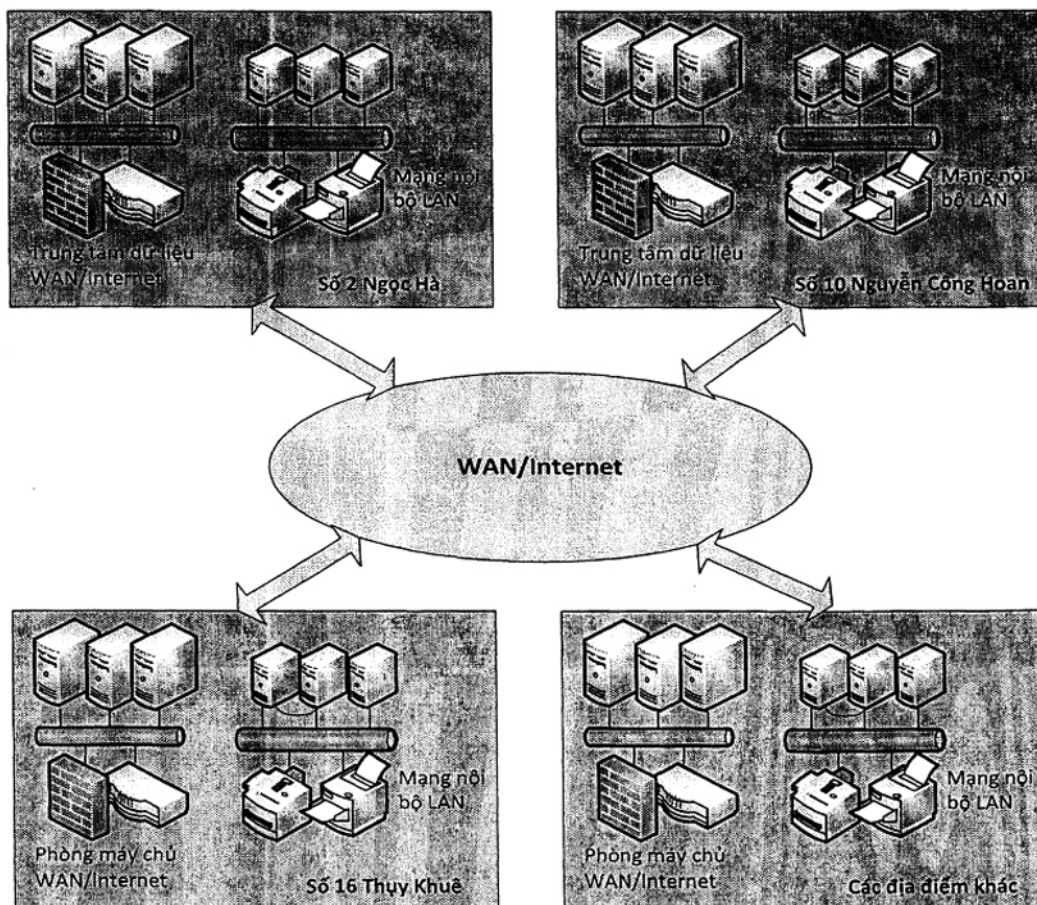 Mạng nội
bộ LAN
Trung tâm dữ liệu
WAN/Internet
Số 2 Ngọc Hà
Mạng nội
bộ LAN
Trung tâm dữ liệu
WAN/Internet
Số 10 Nguyễn Công Hoan
WAN/Internet
Mạng nội
bộ LAN
Phòng máy chủ
WAN/Internet
Số 16 Thụy Khuê
Mạng nội
bộ LAN
Phòng máy chủ
WAN/Internet
Các địa điểm khác